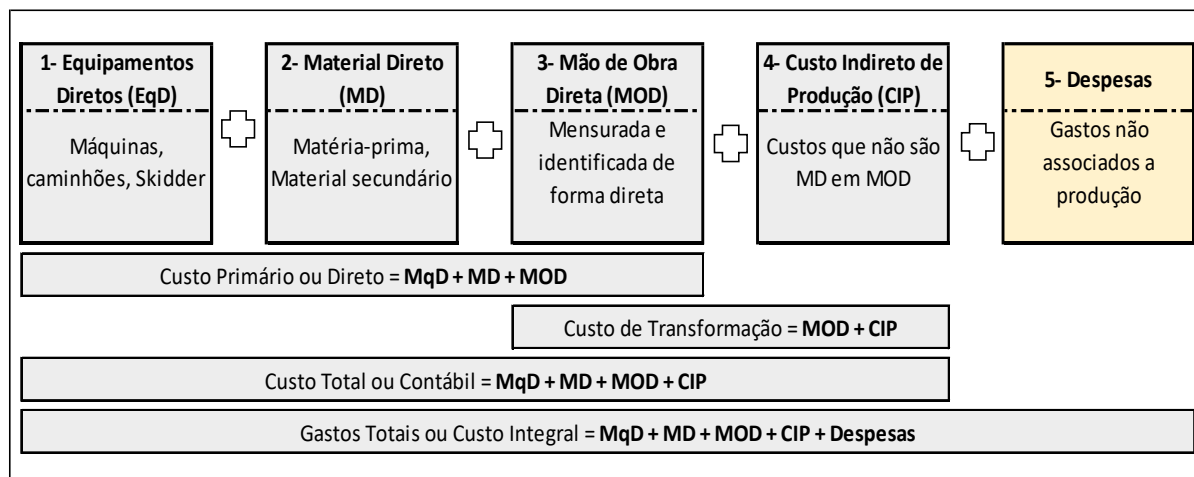 1- Equipamentos
Diretos (EqD)
Máquinas,
caminhões, Skidder
2- Material Direto
(MD)
Matéria-prima,
Material secundário
3- Mão de Obra
Direta (MOD)
Mensurada e
identificada de
forma direta
4- Custo Indireto de
Produção (CIP)
Custos que não são
MD em MOD
5- Despesas
Gastos não
associados a
produção
Custo Primário ou Direto = MqD + MD + MOD
Custo de Transformação = MOD + CIP
Custo Total ou Contábil = MqD + MD + MOD + CIP
Gastos Totais ou Custo Integral = MqD + MD + MOD + CIP + Despesas